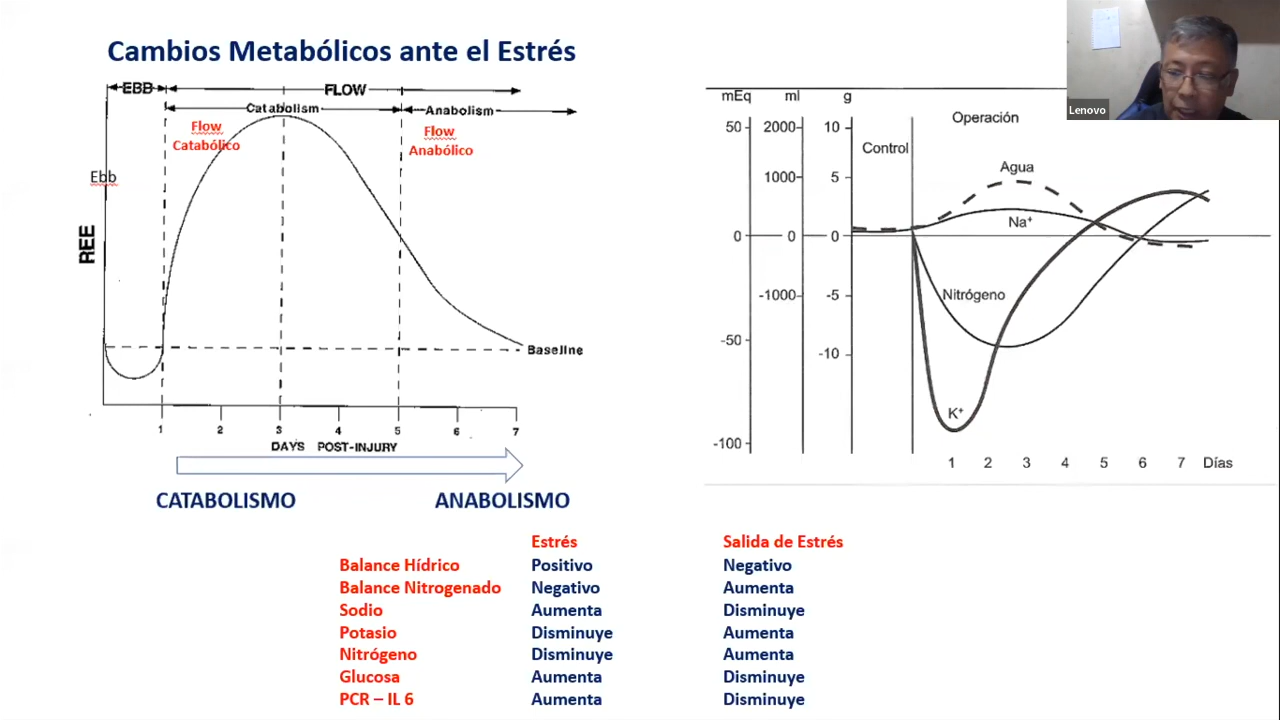 Cambios Metabólicos ante el Estrés
EBB
FLOW
Catabolism
Anabolism
Flow
Catabólico
Flow
Anabólico
Ebb
REE
Baseline
1 2 3 4 5 6 7
DAYS POST-INJURY
CATABOLISMO
ANABOLISMO
mEq ml g
Operación
50 2000 10
Control
Agua
1000 5
Na+
0 0 0
Nitrógeno
-1000 -5
-50
-10
K+
-100
1 2 3 4 5 6 7 Días
Lenovo
Estrés Salida de Estrés
Balance Hídrico Positivo Negativo
Balance Nitrogenado Negativo Aumenta
Sodio Aumenta Disminuye
Potasio Disminuye Aumenta
Nitrógeno Disminuye Aumenta
Glucosa Aumenta Disminuye
PCR – IL 6 Aumenta Disminuye